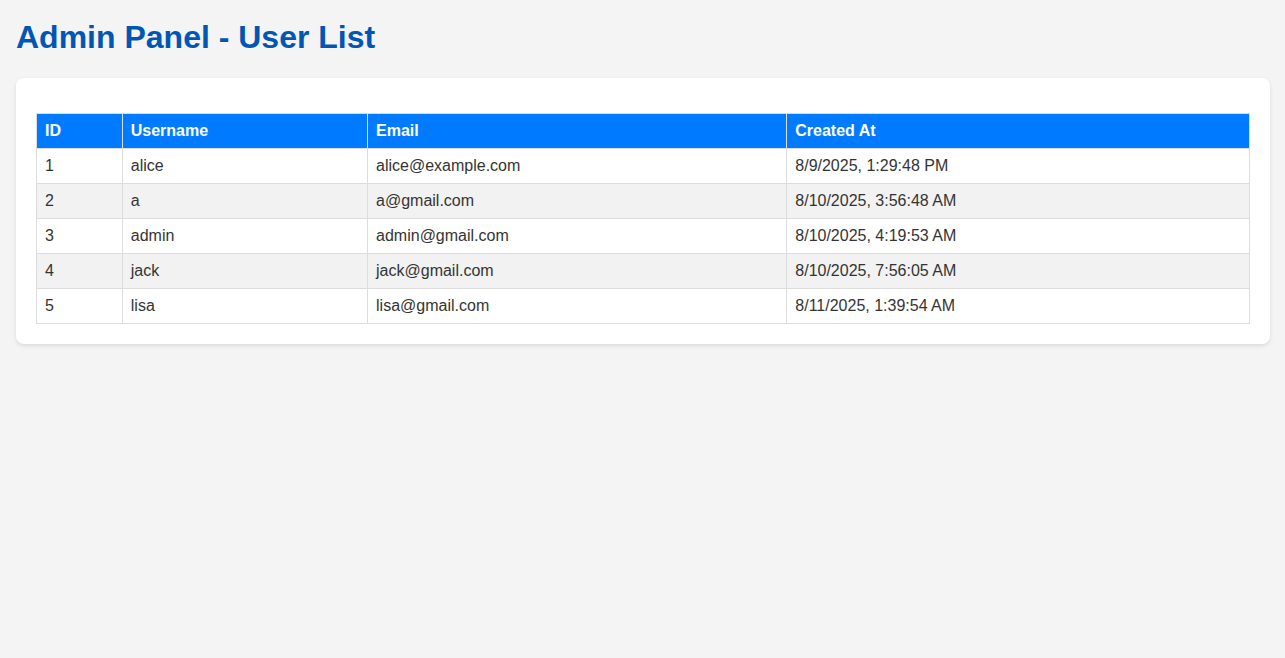 Admin Panel - User List
ID Username Email Created At
1 alice alice@example.com 8/9/2025, 1:29:48 PM
2 a a@gmail.com 8/10/2025, 3:56:48 AM
3 admin admin@gmail.com 8/10/2025, 4:19:53 AM
4 jack jack@gmail.com 8/10/2025, 7:56:05 AM
5 lisa lisa@gmail.com 8/11/2025, 1:39:54 AM